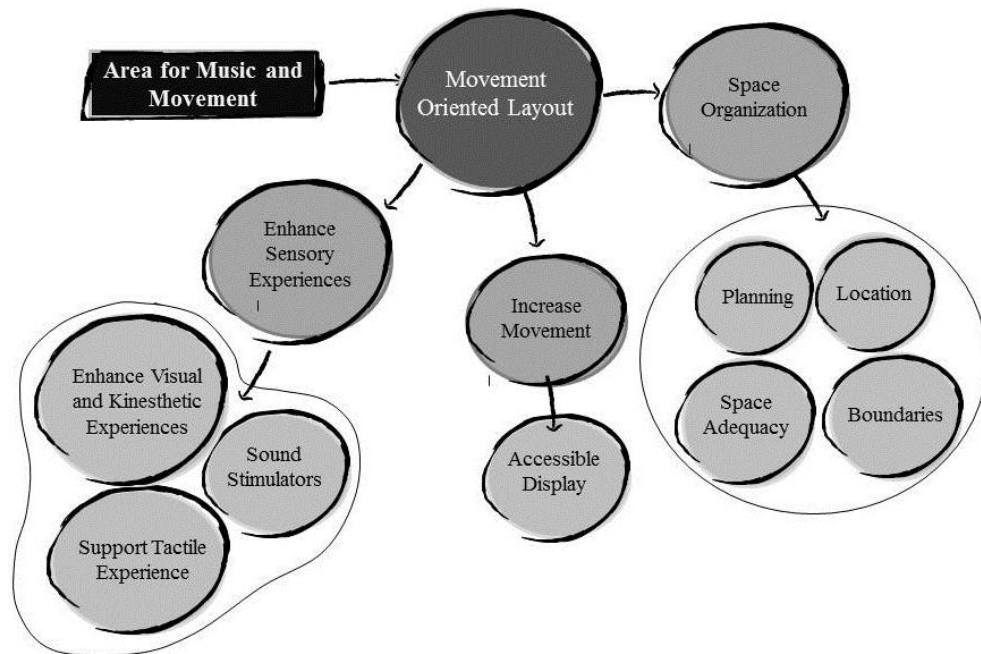 Area for Music and
Movement
Movement
Oriented Layout
Space
Organization
Enhance
Sensory
Experiences
Increase
Movement
Planning
Location
Space
Adequacy
Boundaries
Enhance Visual
and Kinesthetic
Experiences
Sound
Stimulators
Support Tactile
Experience
Accessible
Display